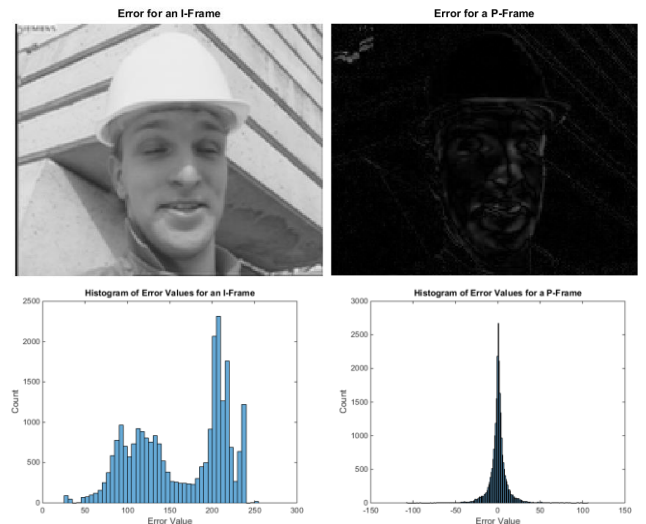 Error for an I-Frame
Error for a P-Frame
SIEMENS
Histogram of Error Values for an I-Frame
2500
2000
1500
1000
500
0
Count
0 50 100 150 200 250 300
Error Value
Histogram of Error Values for a P-Frame
3000
2500
2000
1500
1000
500
0
Count
-150 -100 -50 0 50 100 150
Error Value